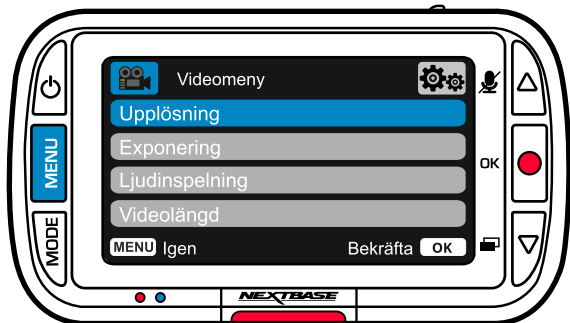 Videomeny
Upplösning
MENU
Exponering
OK
Ljudinspelning
Videolängd
MODE
MENU Igen Bekräfta OK
NEXTBASE